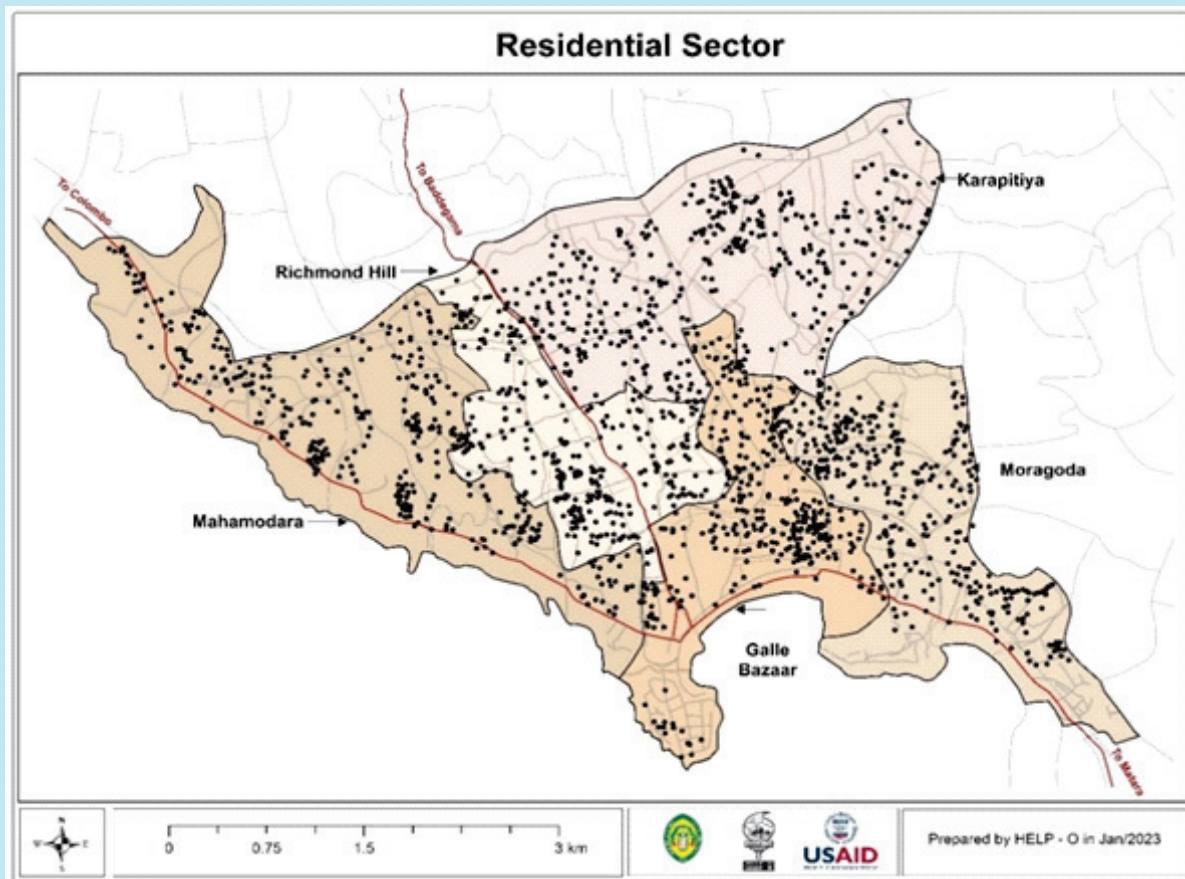 Residential Sector
To Colombo
To Baddegama
Karapitiya
Richmond Hill
Moragoda
Mahamodara
Galle
Bazaar
To Matara
N
W
E
S
0
0.75
1.5
3 km
USAID
Prepared by HELP - O in Jan/2023